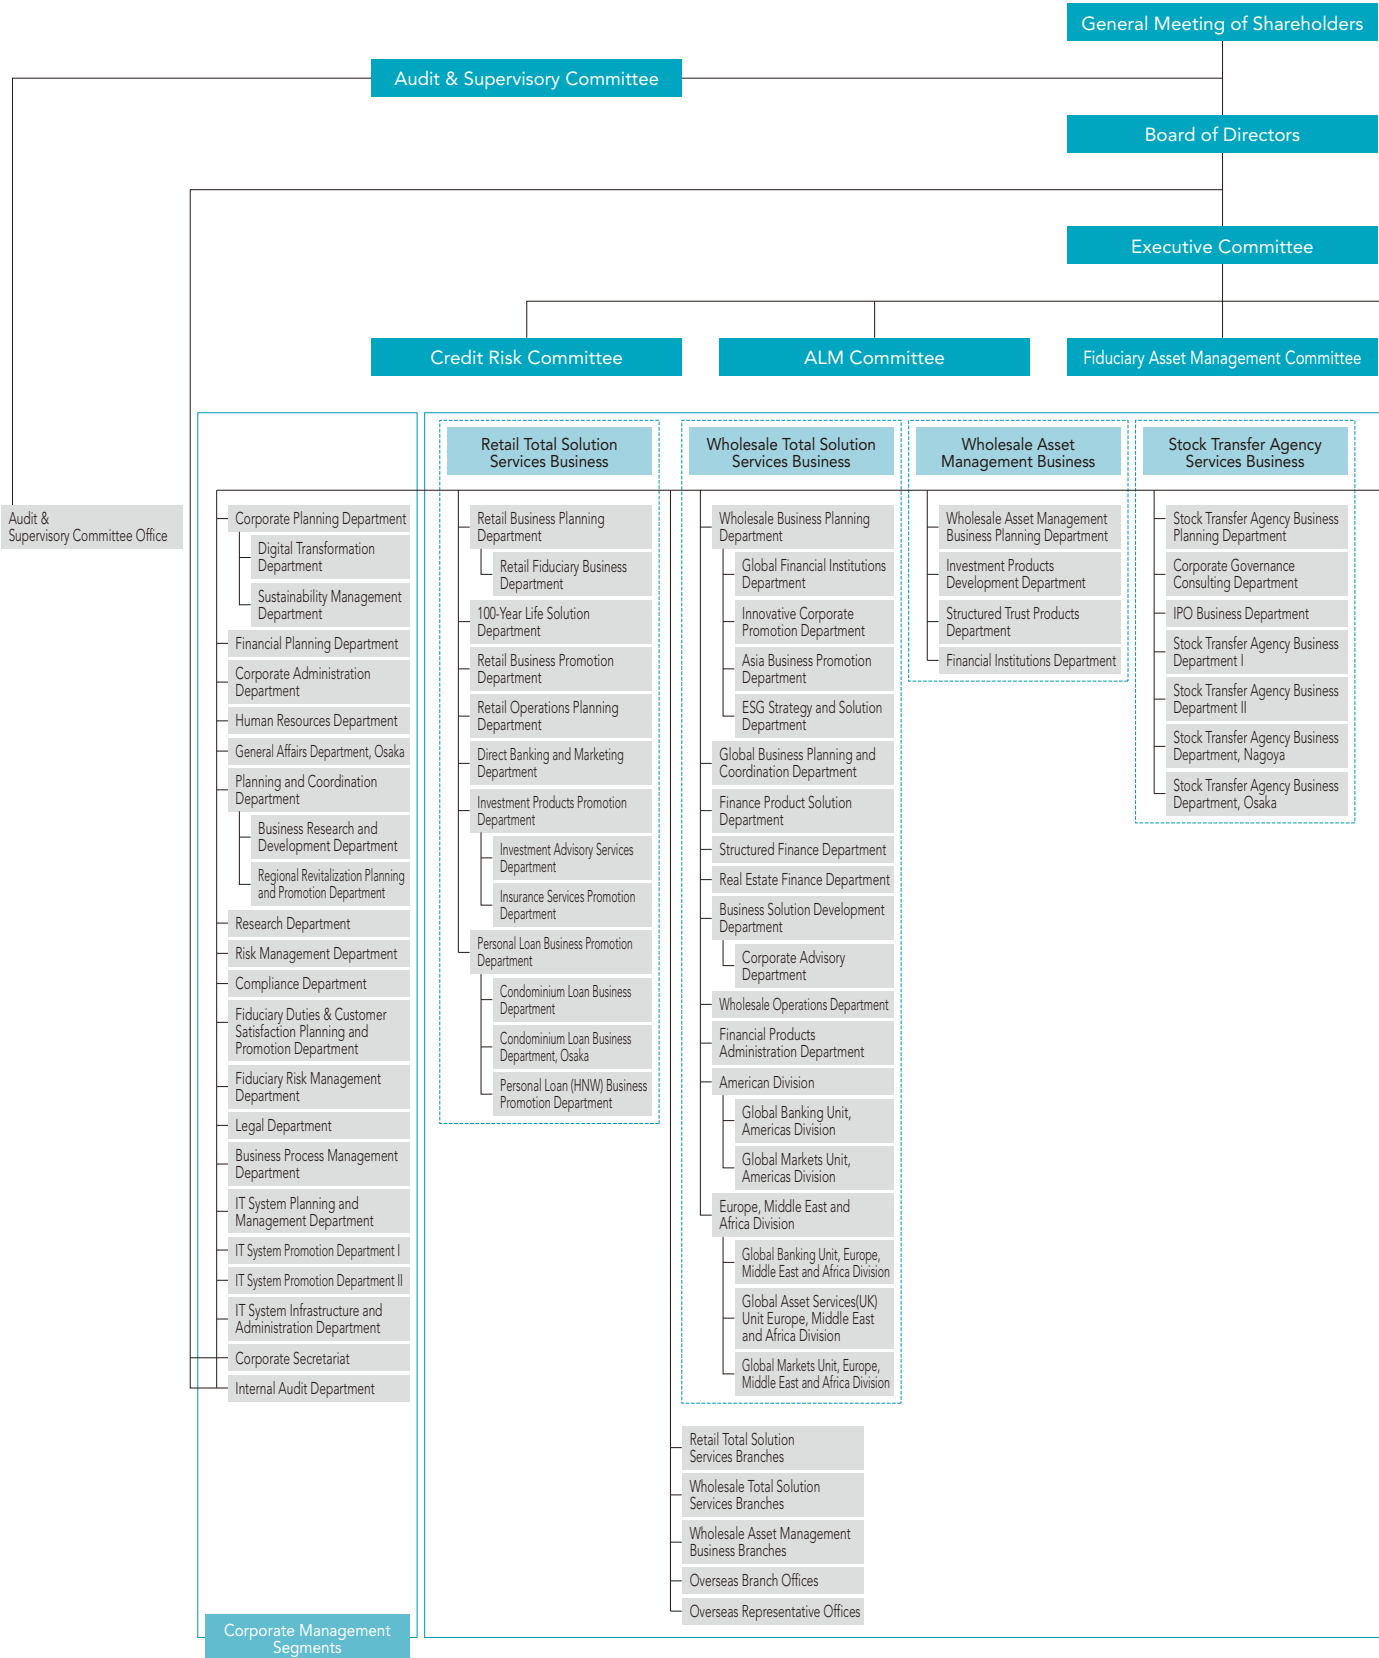 General Meeting of Shareholders
Audit & Supervisory Committee
Board of Directors
Executive Committee
Credit Risk Committee
ALM Committee
Fiduciary Asset Management Committee
Audit &
Supervisory Committee Office
Corporate Planning Department
Digital Transformation
Department
Sustainability Management
Department
Financial Planning Department
Corporate Administration
Department
Human Resources Department
General Affairs Department, Osaka
Planning and Coordination
Department
Business Research and
Development Department
Regional Revitalization Planning
and Promotion Department
Research Department
Risk Management Department
Compliance Department
Fiduciary Duties & Customer
Satisfaction Planning and
Promotion Department
Fiduciary Risk Management
Department
Legal Department
Business Process Management
Department
IT System Planning and
Management Department
IT System Promotion Department I
IT System Promotion Department II
IT System Infrastructure and
Administration Department
Corporate Secretariat
Internal Audit Department
Corporate Management
Segments
Retail Total Solution
Services Business
Retail Business Planning
Department
Retail Fiduciary Business
Department
100-Year Life Solution
Department
Retail Business Promotion
Department
Retail Operations Planning
Department
Direct Banking and Marketing
Department
Investment Products Promotion
Department
Investment Advisory Services
Department
Insurance Services Promotion
Department
Personal Loan Business Promotion
Department
Condominium Loan Business
Department
Condominium Loan Business
Department, Osaka
Personal Loan (HNW) Business
Promotion Department
Wholesale Total Solution
Services Business
Wholesale Business Planning
Department
Global Financial Institutions
Department
Innovative Corporate
Promotion Department
Asia Business Promotion
Department
ESG Strategy and Solution
Department
Global Business Planning and
Coordination Department
Finance Product Solution
Department
Structured Finance Department
Real Estate Finance Department
Business Solution Development
Department
Corporate Advisory
Department
Wholesale Operations Department
Financial Products
Administration Department
American Division
Global Banking Unit,
Americas Division
Global Markets Unit,
Americas Division
Europe, Middle East and
Africa Division
Global Banking Unit, Europe,
Middle East and Africa Division
Global Asset Services(UK)
Unit Europe, Middle East
and Africa Division
Global Markets Unit, Europe,
Middle East and Africa Division
Retail Total Solution
Services Branches
Wholesale Total Solution
Services Branches
Wholesale Asset Management
Business Branches
Overseas Branch Offices
Overseas Representative Offices
Wholesale Asset
Management Business
Wholesale Asset Management
Business Planning Department
Investment Products
Development Department
Structured Trust Products
Department
Financial Institutions Department
Stock Transfer Agency
Services Business
Stock Transfer Agency Business
Planning Department
Corporate Governance
Consulting Department
IPO Business Department
Stock Transfer Agency Business
Department I
Stock Transfer Agency Business
Department II
Stock Transfer Agency Business
Department, Nagoya
Stock Transfer Agency Business
Department, Osaka